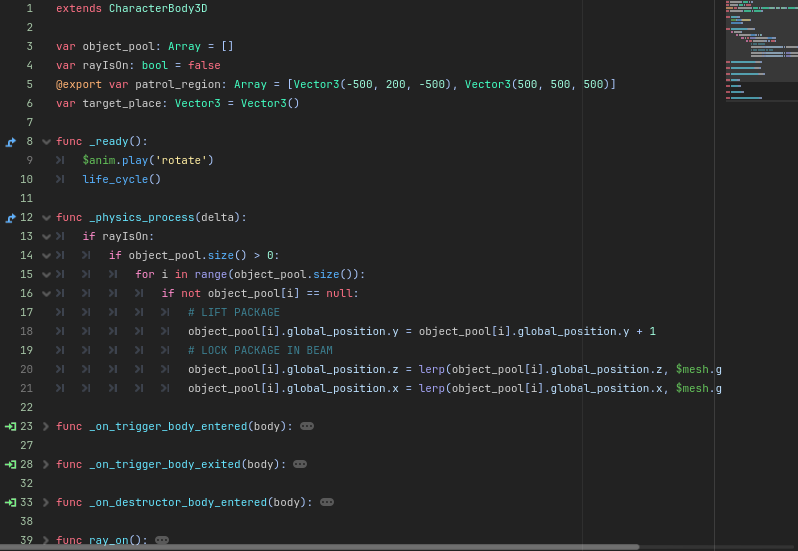 1 extends CharacterBody3D
2
3 var object_pool: Array = []
4 var rayIsOn: bool = false
5 @export var patrol_region: Array = [Vector3(-500, 200, -500), Vector3(500, 500, 500)]
6 var target_place: Vector3 = Vector3()
7
8 func _ready():
9 $anim.play('rotate')
10 life_cycle()
11
12 func _physics_process(delta):
13 if rayIsOn:
14 if object_pool.size() > 0:
15 for i in range(object_pool.size()):
16 if not object_pool[i] == null:
17 # LIFT PACKAGE
18 object_pool[i].global_position.y = object_pool[i].global_position.y + 1
19 # LOCK PACKAGE IN BEAM
20 object_pool[i].global_position.z = lerp(object_pool[i].global_position.z, $mesh.g
21 object_pool[i].global_position.x = lerp(object_pool[i].global_position.x, $mesh.g
22
23 func _on_trigger_body_entered(body):
27
28 func _on_trigger_body_exited(body):
32
33 func _on_destructor_body_entered(body):
38
39 func ray_on():